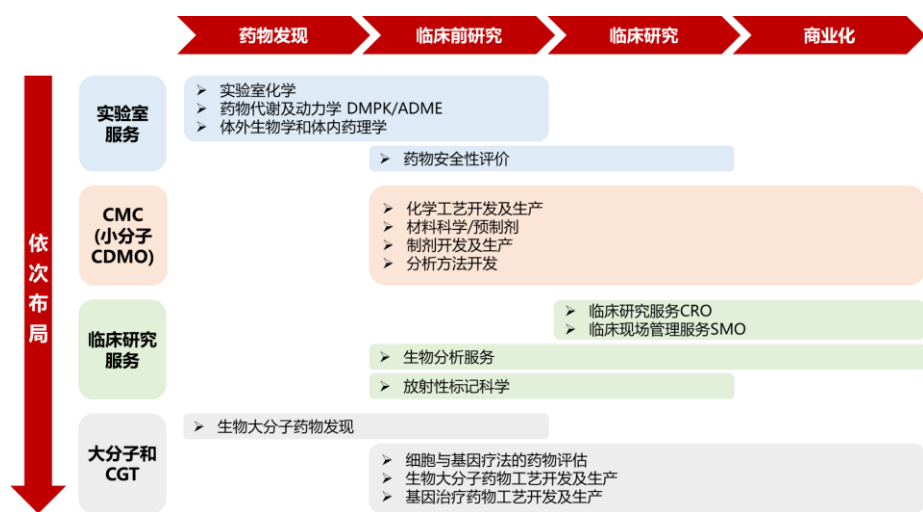 药物发现
临床前研究
临床研究
商业化
依次布局
实验室
服务
➢ 实验室化学
➢ 药物代谢及动力学 DMPK/ADME
➢ 体外生物学和体内药理学
➢ 药物安全性评价
CMC
(小分子
CDMO)
➢ 化学工艺开发及生产
➢ 材料科学/预制剂
➢ 制剂开发及生产
➢ 分析方法开发
临床研究
服务
➢ 临床研究服务CRO
➢ 临床现场管理服务SMO
➢ 生物分析服务
➢ 放射性标记科学
大分子和
CGT
➢ 生物大分子药物发现
➢ 细胞与基因疗法的药物评估
➢ 生物大分子药物工艺开发及生产
➢ 基因治疗药物工艺开发及生产